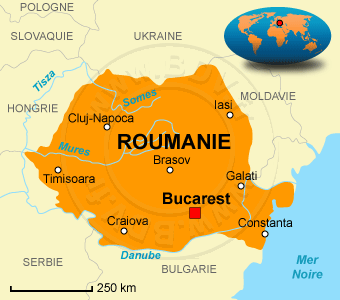 POLOGNE
SLOVAQUIE
UKRAINE
Tisza
Somes
MOLDAVIE
HONGRIE
Iasi
Cluj-Napoca
Mures
ROUMANIE
Brasov
Timisoara
Galati
Bucarest
Craiova
Constanta
Danube
SERBIE
BULGARIE
Mer
Noire
250 km